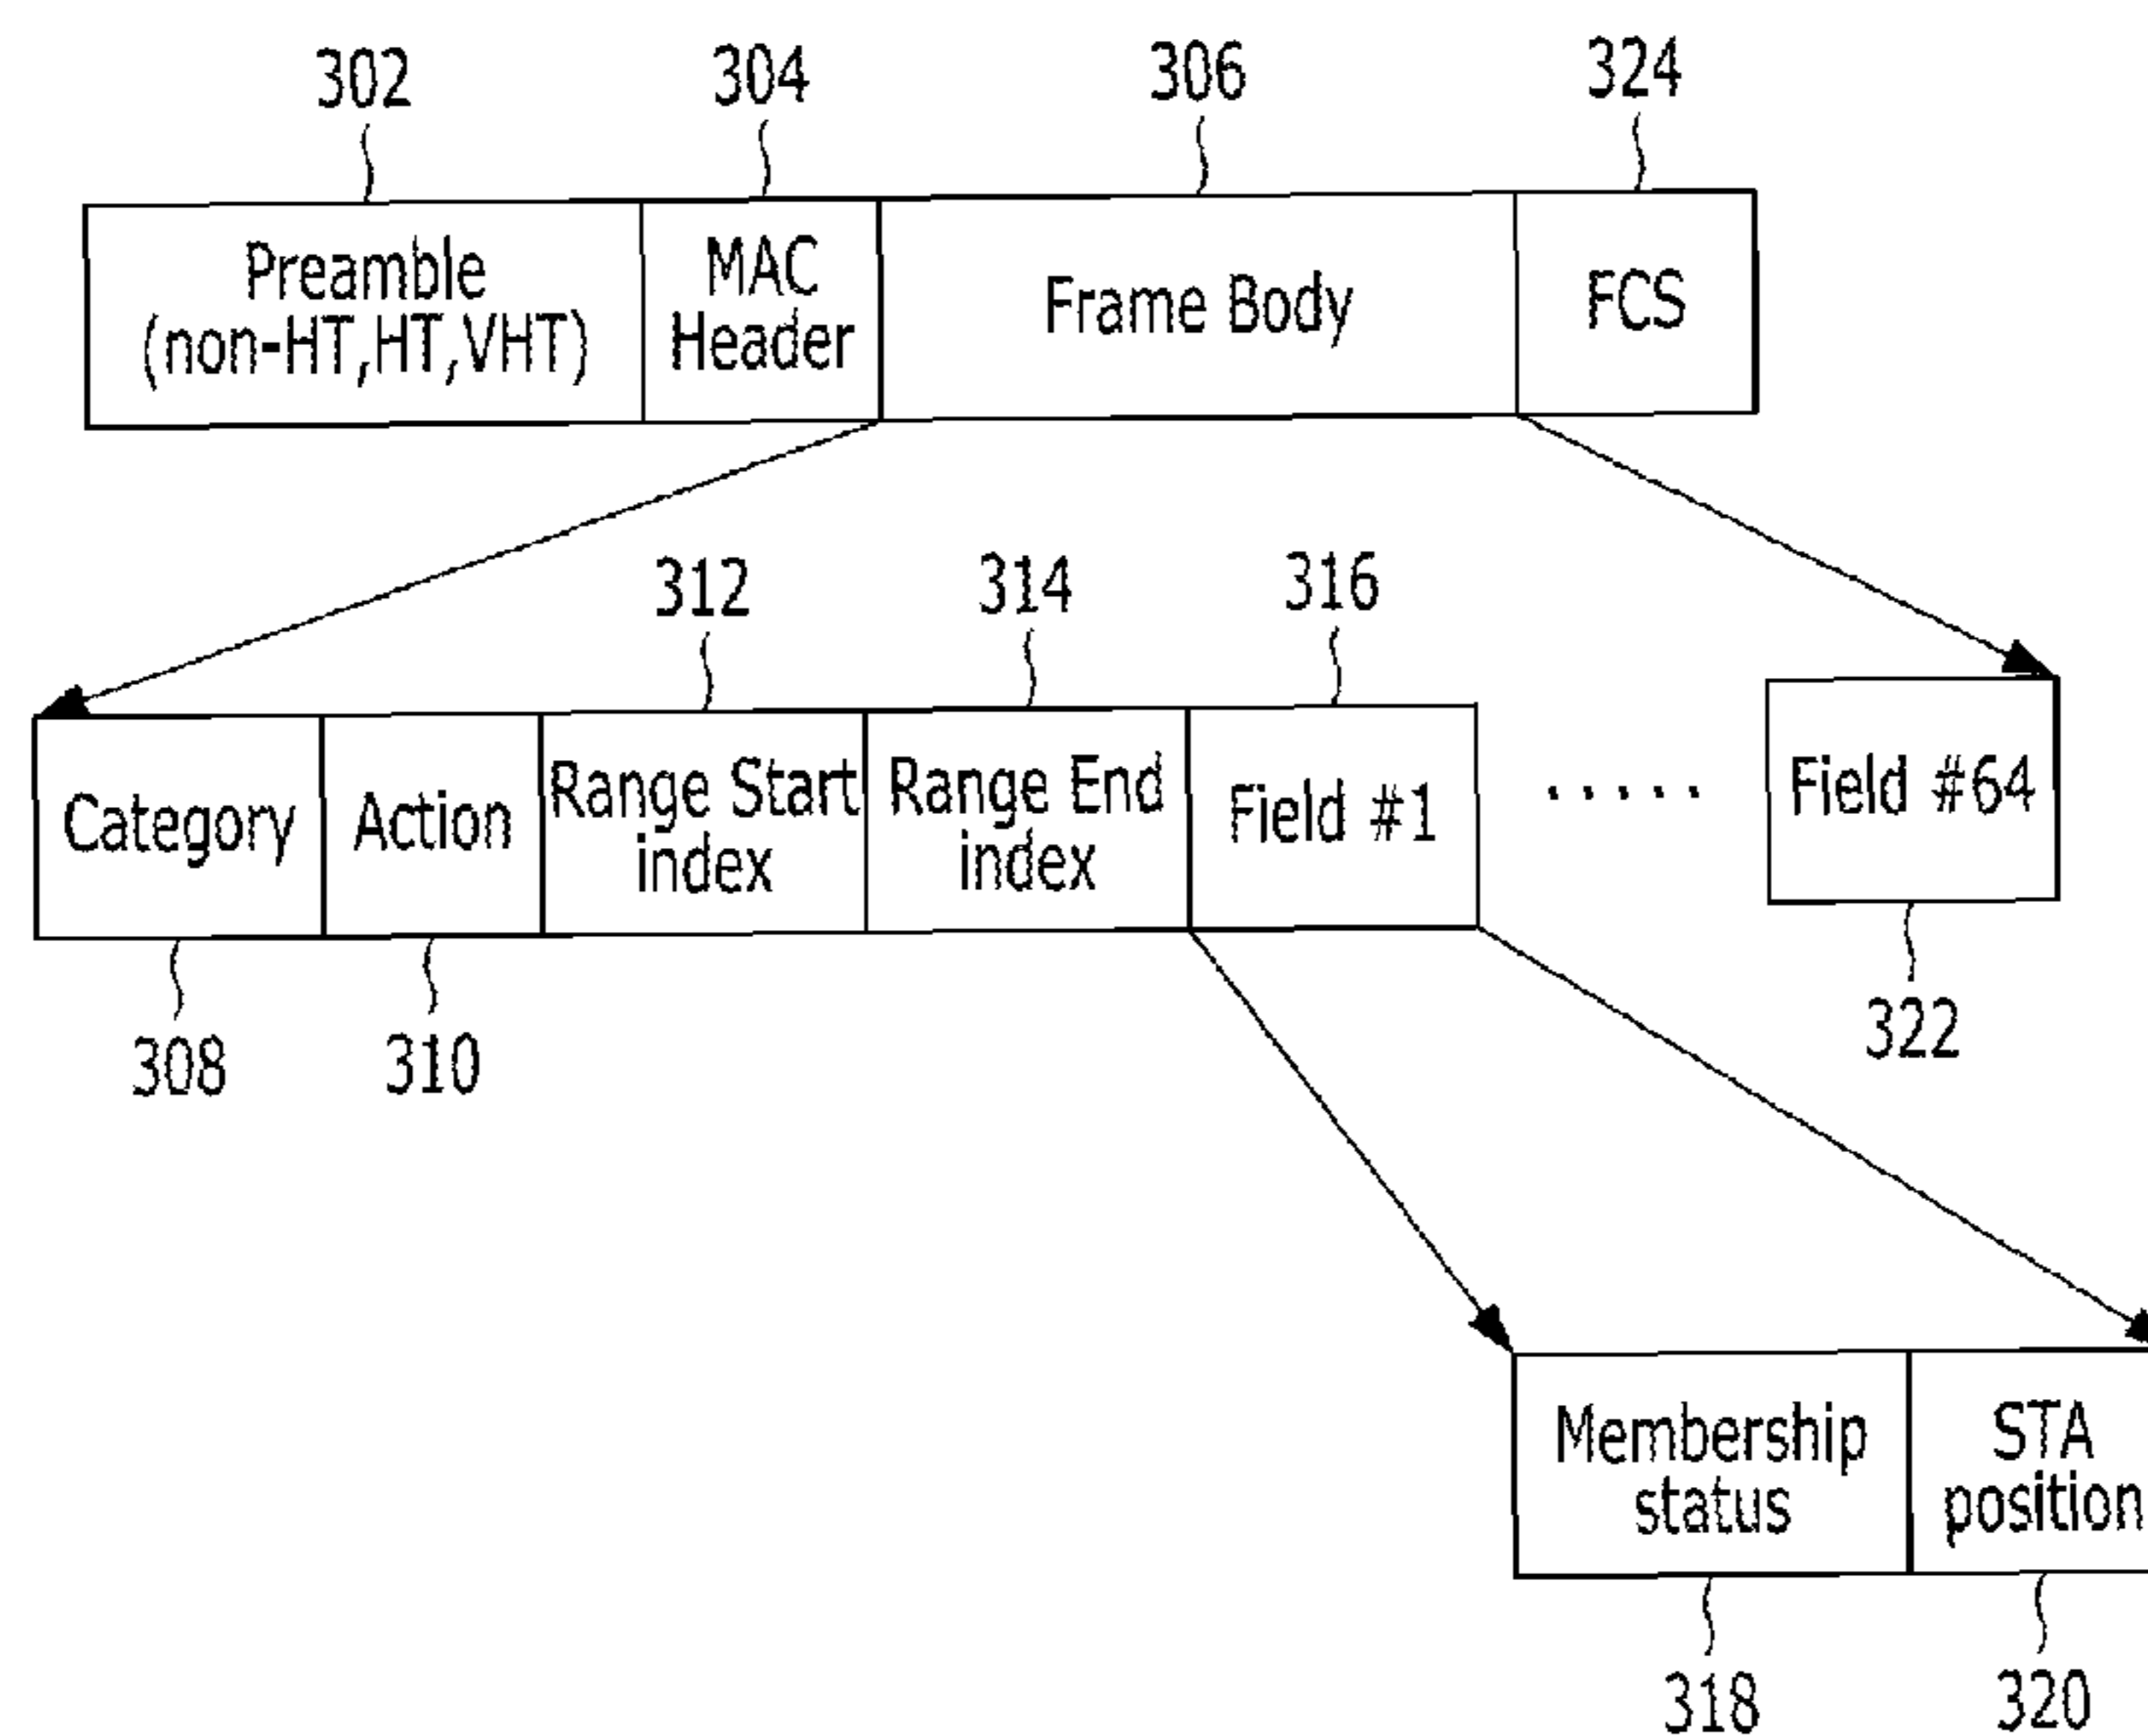 302
304
306
324
Preamble
(non-HT,HT,VHT)
MAC
Header
Frame Body
FCS
312
314
316
Category
Action
Range Start
index
Range End
index
Field #1
.....
Field #64
308
310
322
Membership
status
STA
position
318
320